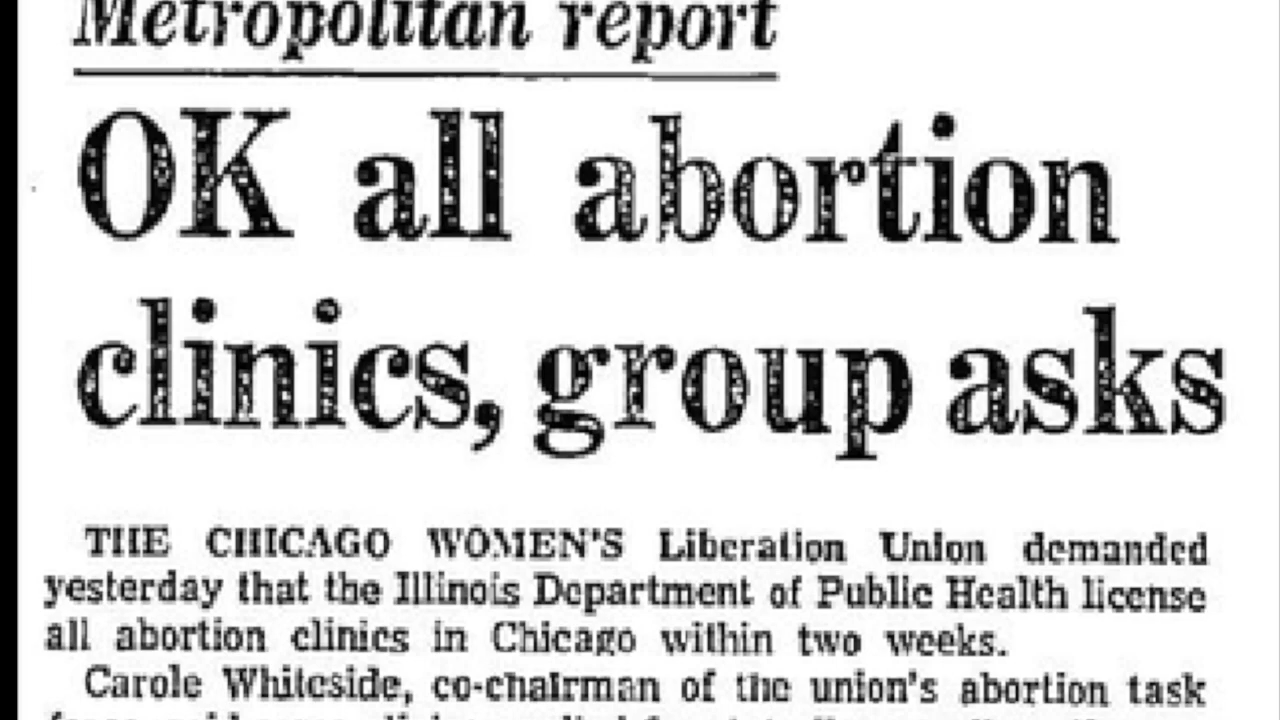 Metropolitan report
OK all abortion
clinics, group asks
THE CHICAGO WOMEN'S Liberation Union demanded
yesterday that the Illinois Department of Public Health license
all abortion clinics in Chicago within two weeks.
Carole Whiteside, co-chairman of the union's abortion task